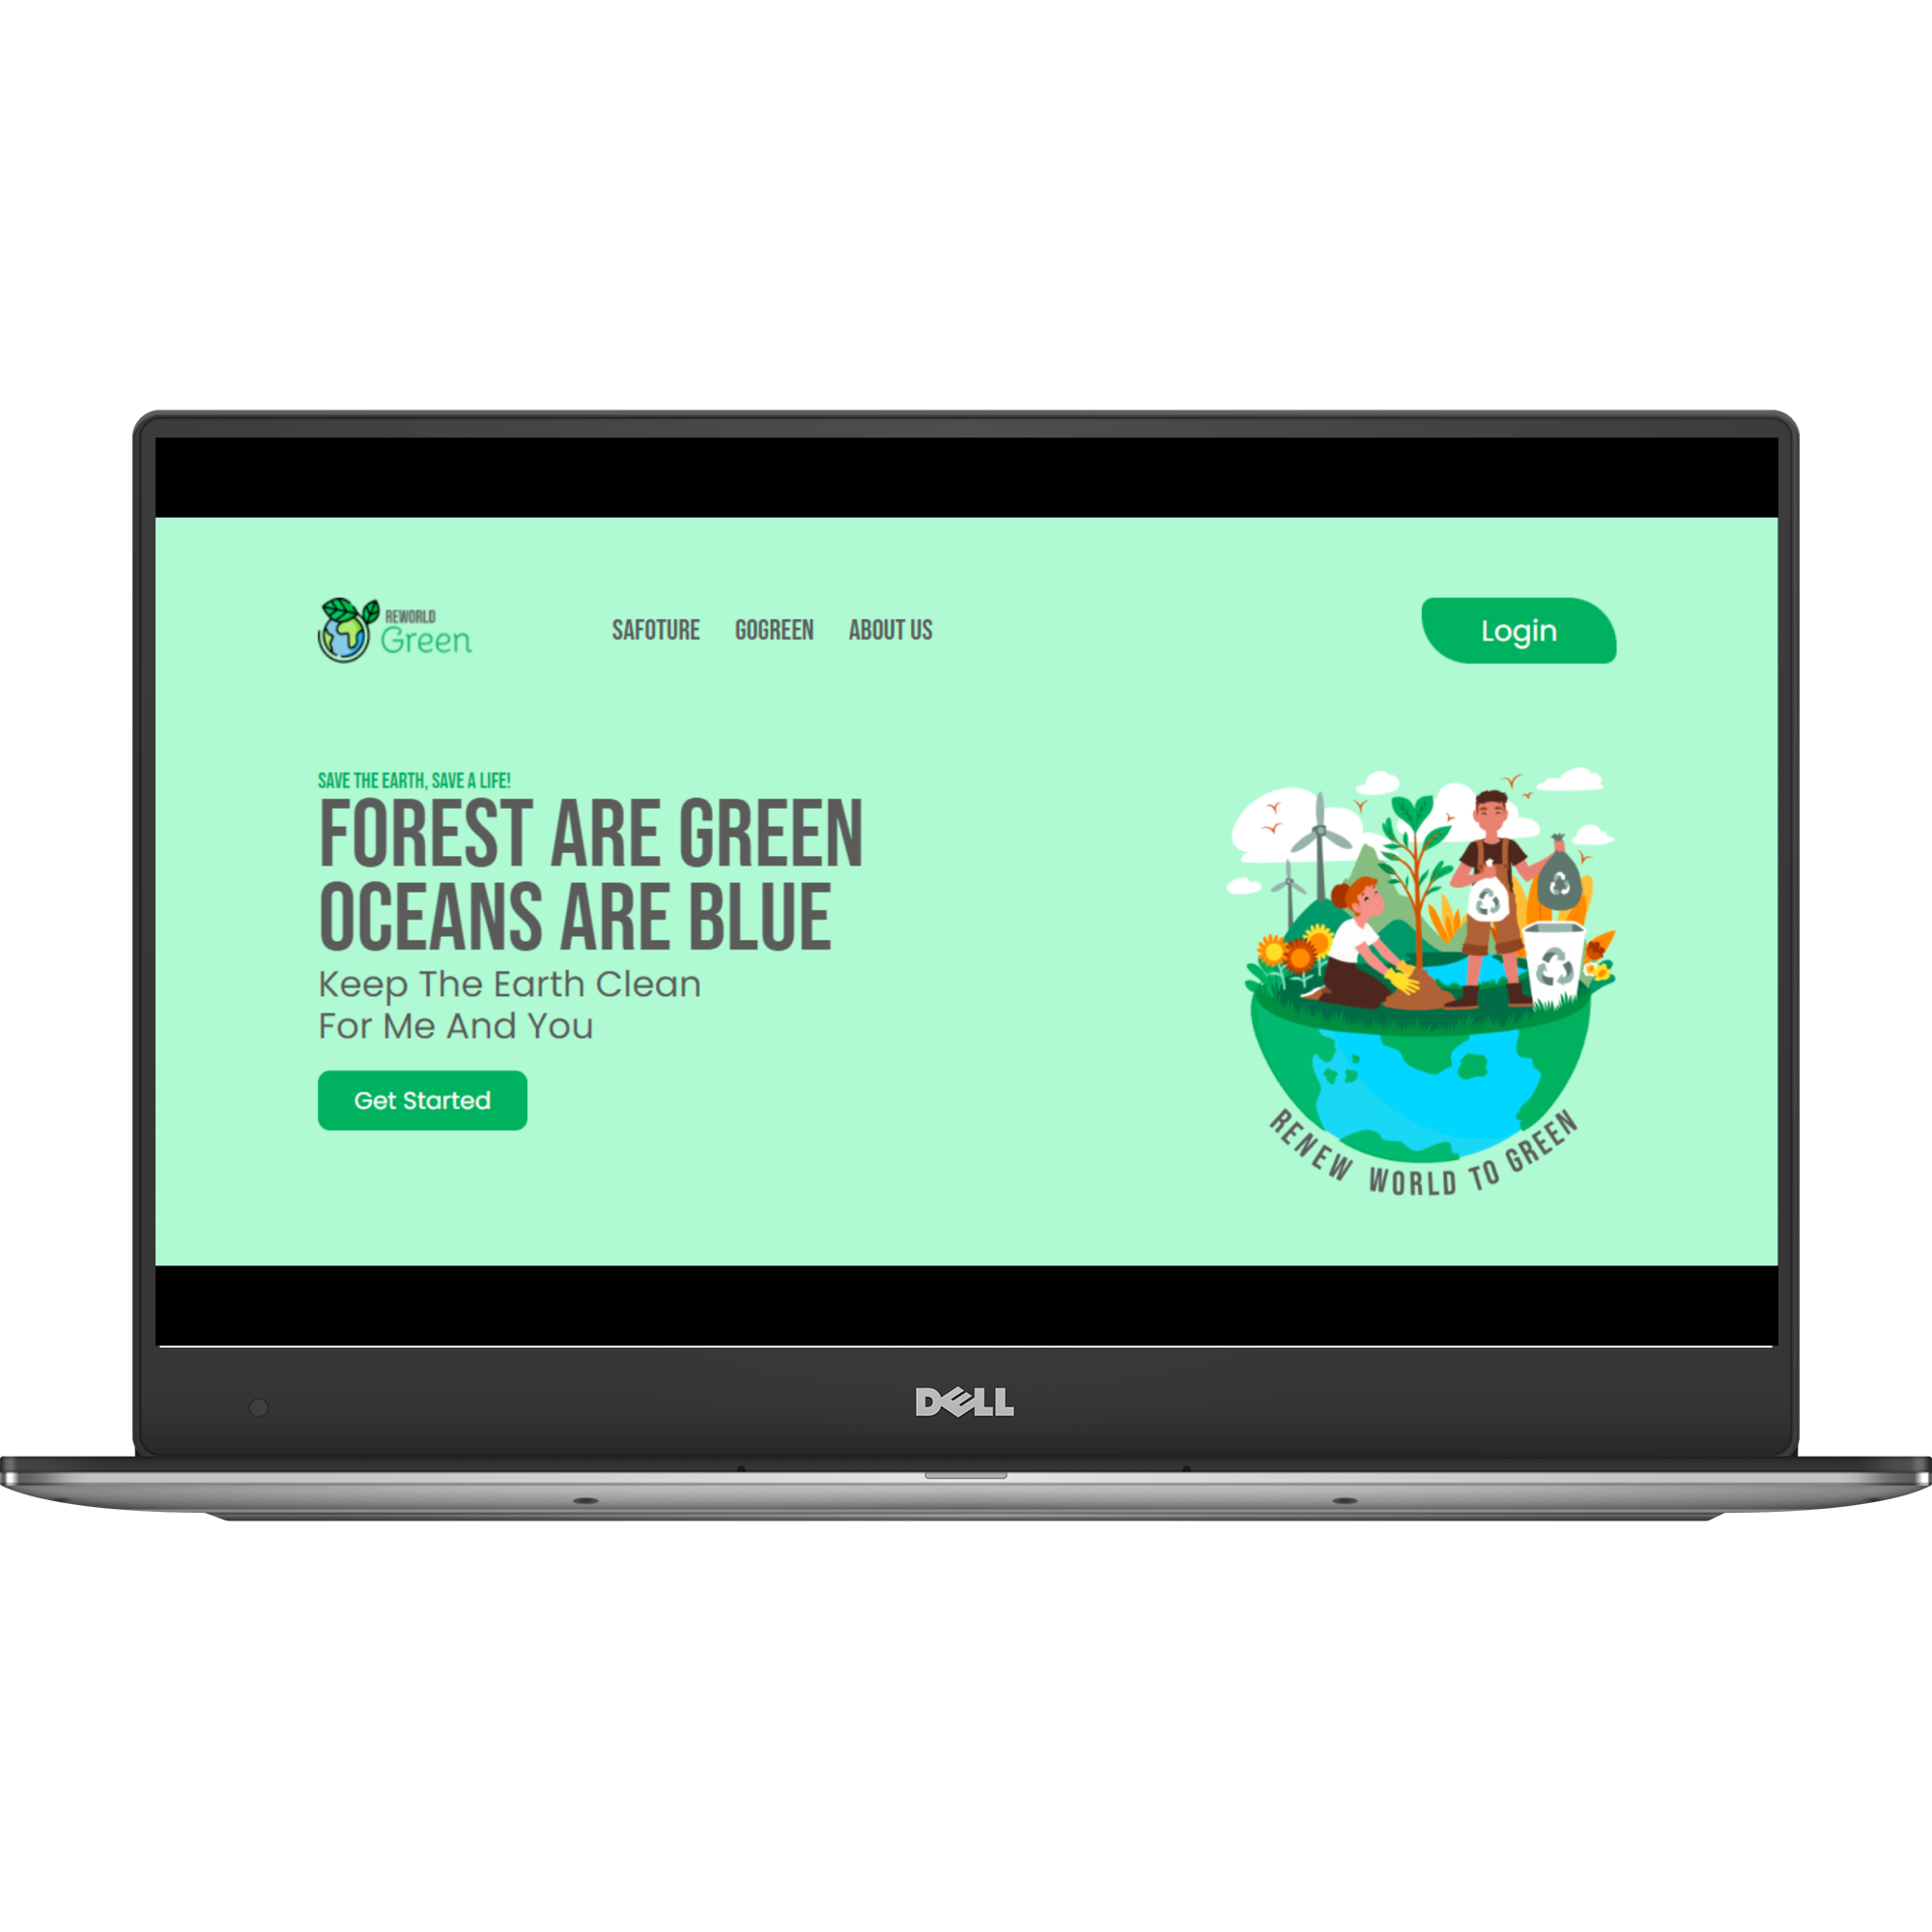 REWORLD
Green
SAFOTURE GOGREEN ABOUT US
Login
SAVE THE EARTH, SAVE A LIFE!
FOREST ARE GREEN
OCEANS ARE BLUE
Keep The Earth Clean
For Me And You
Get Started
RENEW WORLD TO GREEN
DELL